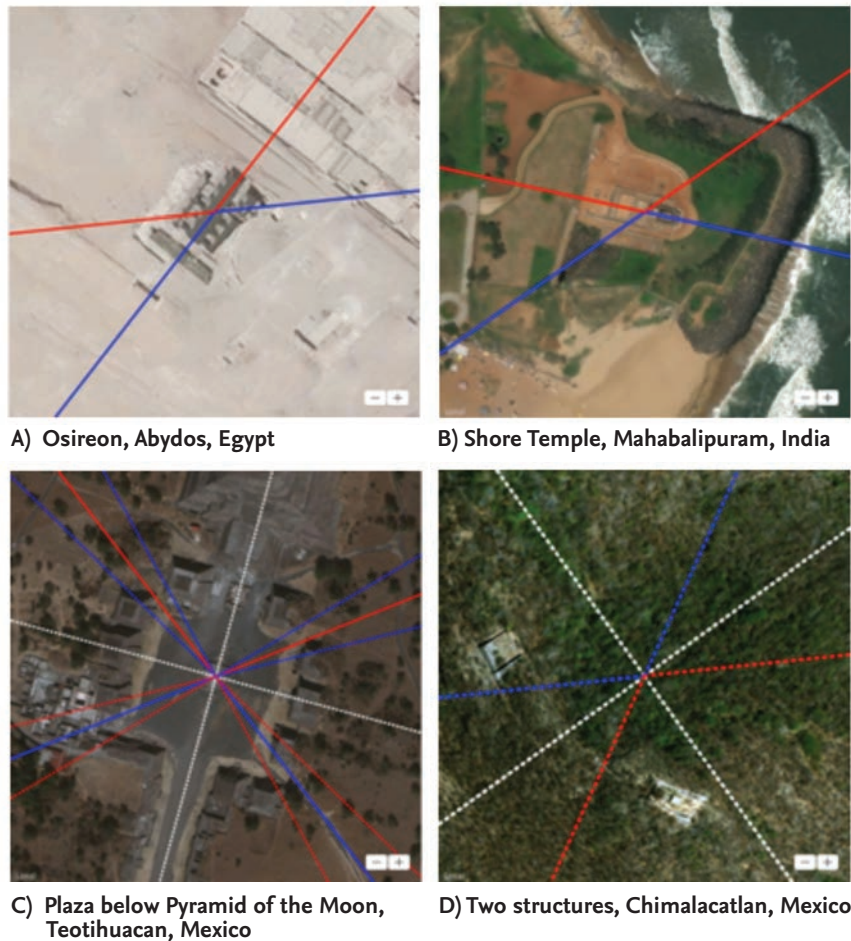 A) Osireon, Abydos, Egypt
B) Shore Temple, Mahabalipuram, India
C) Plaza below Pyramid of the Moon,
Teotihuacan, Mexico
D) Two structures, Chimalacatlan, Mexico